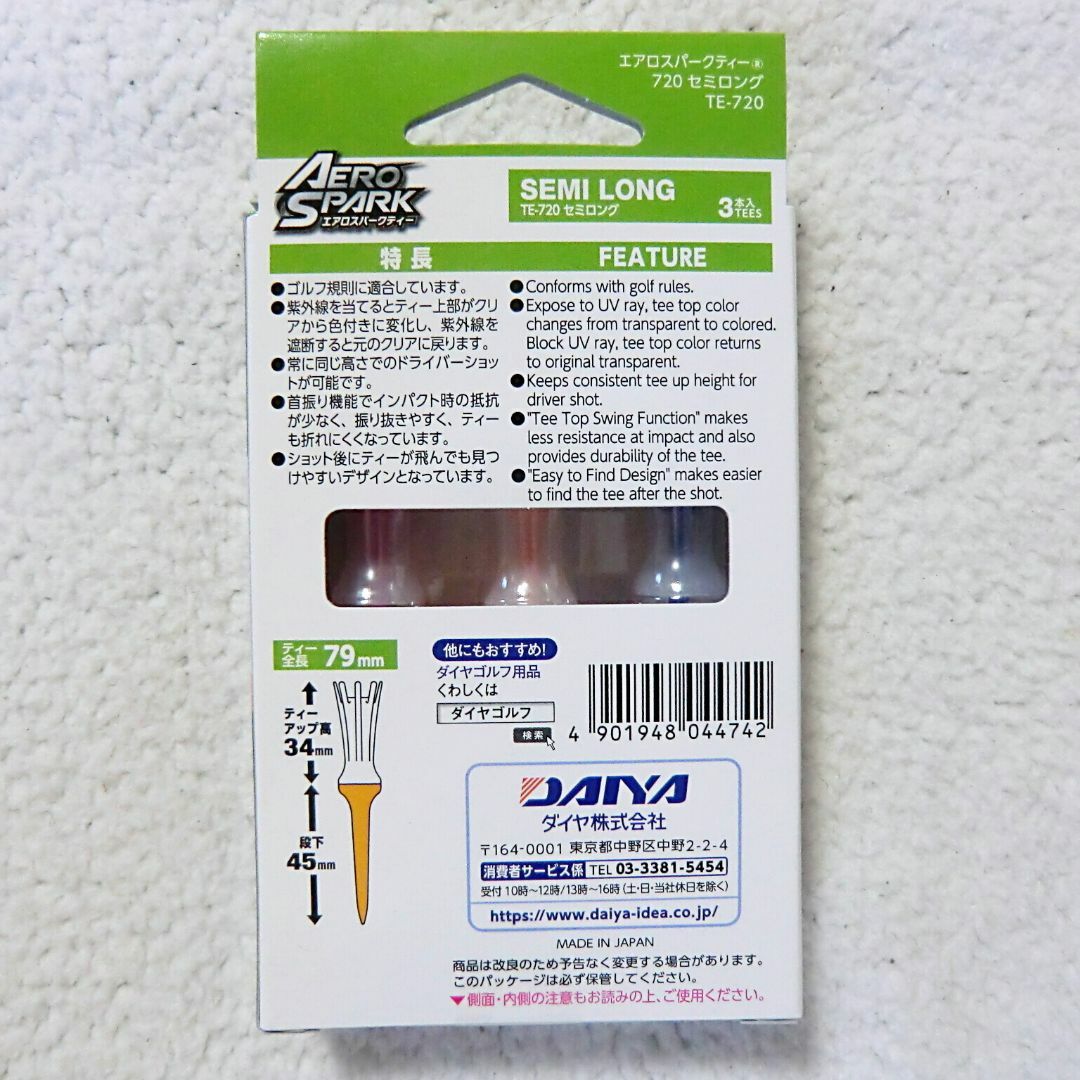 エアロスパークティー®
720 セミロング
TE-720
AERO
SPARK
エアロスパークティー
SEMI LONG
TE-720 セミロング
3本入
TEES
特長
●ゴルフ規則に適合しています。
●紫外線を当てるとティー上部がクリ
アから色付きに変化し、紫外線を
遮断すると元のクリアに戻ります。
●常に同じ高さでのドライバーショッ
トが可能です。
●首振り機能でインパクト時の抵抗
が少なく、振り抜きやすく、ティー
も折れにくくなっています。
●ショット後にティーが飛んでも見つ
けやすいデザインとなっています。
FEATURE
●Conforms with golf rules.
●Expose to UV ray, tee top color
changes from transparent to colored.
Block UV ray, tee top color returns
to original transparent.
●Keeps consistent tee up height for
driver shot.
●"Tee Top Swing Function" makes
less resistance at impact and also
provides durability of the tee.
●"Easy to Find Design" makes easier
to find the tee after the shot.
ティー
全長 79mm
ティー
アップ高
34mm
段下
45mm
他にもおすすめ!
ダイヤゴルフ用品
くわしくは
ダイヤゴルフ
検索
4 901948 044742
DAIYA
ダイヤ株式会社
〒164-0001 東京都中野区中野2-2-4
消費者サービス係 TEL 03-3381-5454
受付 10時~12時/13時~16時 (土・日・当社休日を除く)
https://www.daiya-idea.co.jp/
MADE IN JAPAN
商品は改良のため予告なく変更する場合があります。
このパッケージは必ず保管してください。
▼側面・内側の注意もお読みの上、ご使用ください。